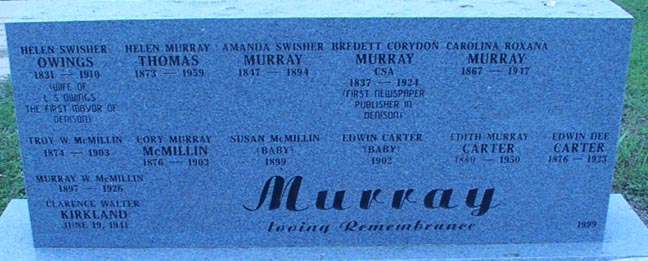 HELEN SWISHER
OWINGS
1831 — 1910
(WIFE OF
L S OWINGS
THE FIRST MAYOR OF
DENISON)
HELEN MURRAY
THOMAS
1873 — 1959
AMANDA SWISHER
MURRAY
1847 — 1894
BREDETT CORYDON
MURRAY
CSA
1837 — 1924
(FIRST NEWSPAPER
PUBLISHER IN
DENISON)
CAROLINA ROXANA
MURRAY
1867 — 1947
TROY W McMILLIN
1874 — 1903
CORY MURRAY
McMILLIN
1876 — 1903
SUSAN McMILLIN
(BABY)
1899
EDWIN CARTER
(BABY)
1902
EDITH MURRAY
CARTER
1880 — 1950
EDWIN DEE
CARTER
1876 — 1923
MURRAY W McMILLIN
1897 — 1926
CLARENCE WALTER
KIRKLAND
JUNE 19, 1941
Murray
Loving Remembrance
1999